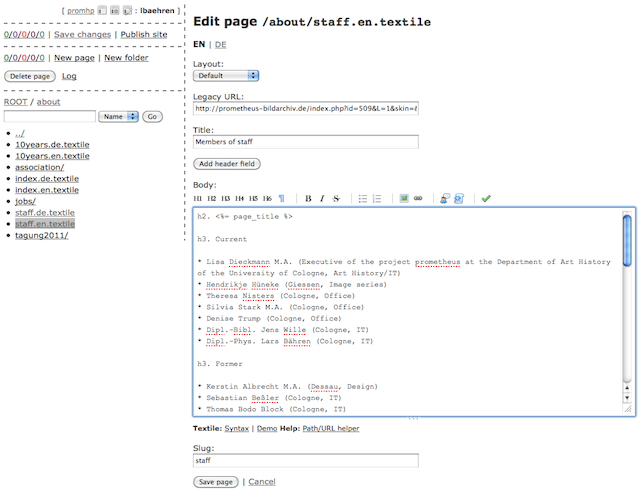 [ promhp : lbaehren ]
0/0/0/0/0 | Save changes | Publish site
0/0/0/0/0 | New page | New folder
Delete page Log
ROOT / about
Name Go
../
10years.de.textile
10years.en.textile
association/
index.de.textile
index.en.textile
jobs/
staff.de.textile
staff.en.textile
tagung2011/
Edit page /about/staff.en.textile
EN | DE
Layout:
Default
Legacy URL:
http://prometheus-bildarchiv.de/index.php?id=509&L=1&skin=
Title:
Members of staff
Add header field
Body:
H1 H2 H3 H4 H5 H6 ¶ B I S
h2. <%= page_title %>
h3. Current
* Lisa Dieckmann M.A. (Executive of the project prometheus at the Department of Art History
of the University of Cologne, Art History/IT)
* Hendrikje Hüneke (Giessen, Image series)
* Theresa Nisters (Cologne, Office)
* Silvia Stark M.A. (Cologne, Office)
* Denise Trump (Cologne, Office)
* Dipl.-Bibl. Jens Wille (Cologne, IT)
* Dipl.-Phys. Lars Bähren (Cologne, IT)
h3. Former
* Kerstin Albrecht M.A. (Dessau, Design)
* Sebastian Beßler (Cologne, IT)
* Thomas Bodo Block (Cologne, IT)
Textile: Syntax | Demo Help: Path/URL helper
Slug:
staff
Save page | Cancel